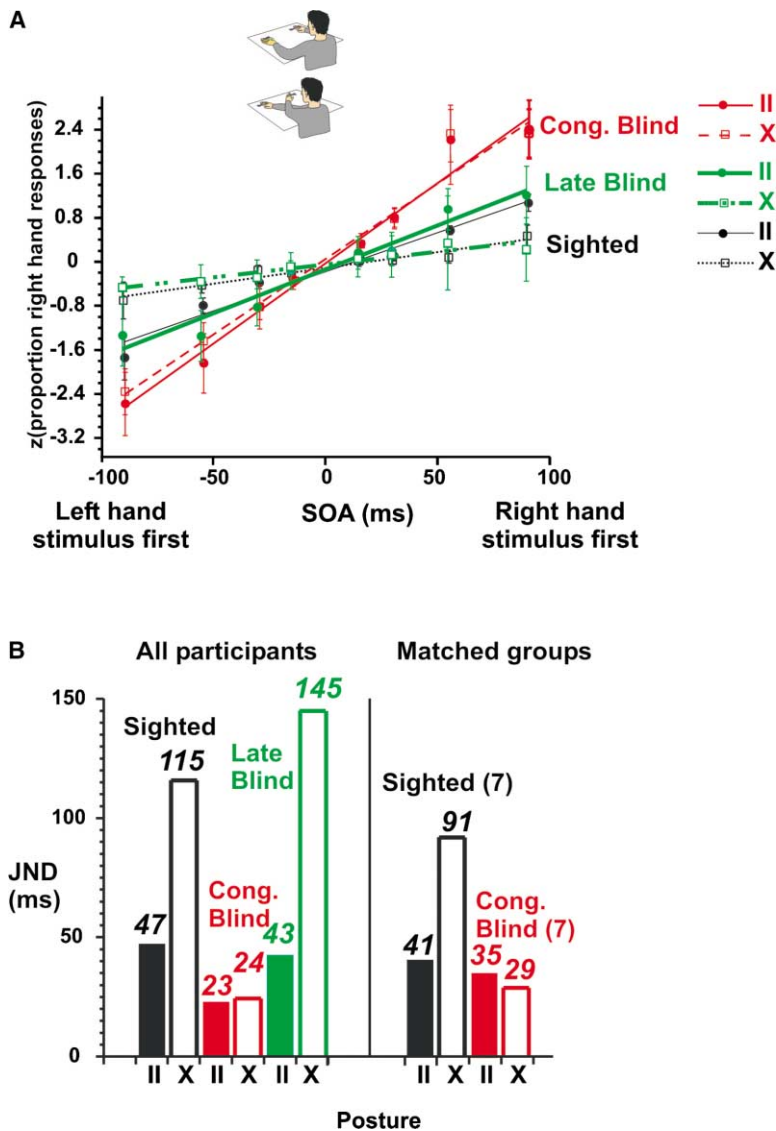 A
z(proportion right hand responses)
2.4
1.6
0.8
0
-0.8
-1.6
-2.4
-3.2
Cong. Blind
Late Blind
Sighted
II
X
II
X
II
X
-100 -50 0 50 100
Left hand
stimulus first
SOA (ms)
Right hand
stimulus first
B
All participants
Matched groups
150
100
50
0
JND
(ms)
Sighted
115
47
Cong.
Blind
23
24
Late
Blind
43
145
Sighted (7)
91
41
Cong.
Blind (7)
35
29
II X II X II X II X II X
Posture